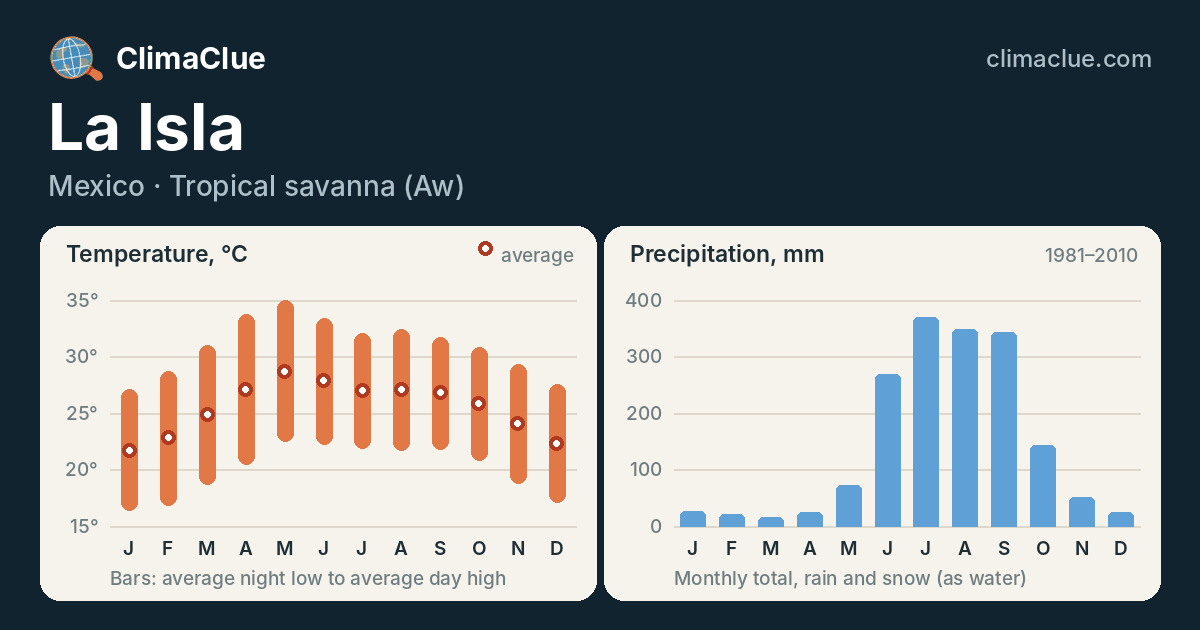 ClimaClue
climaclue.com
La Isla
Mexico · Tropical savanna (Aw)
Temperature, °C
average
35°
30°
25°
20°
15°
J F M A M J J A S O N D
Bars: average night low to average day high
Precipitation, mm
1981–2010
400
300
200
100
0
J F M A M J J A S O N D
Monthly total, rain and snow (as water)